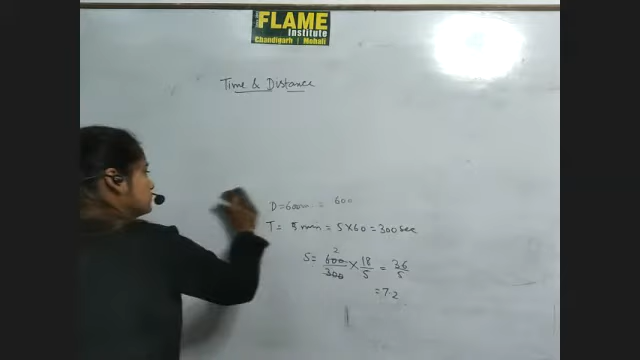 FLAME
Institute
Chandigarh | Mohali
Time & Distance
D = 600m = 600
T = 5 min = 5 × 60 = 300 sec
2
S = 600/300 × 18/5 = 36/5
= 7.2